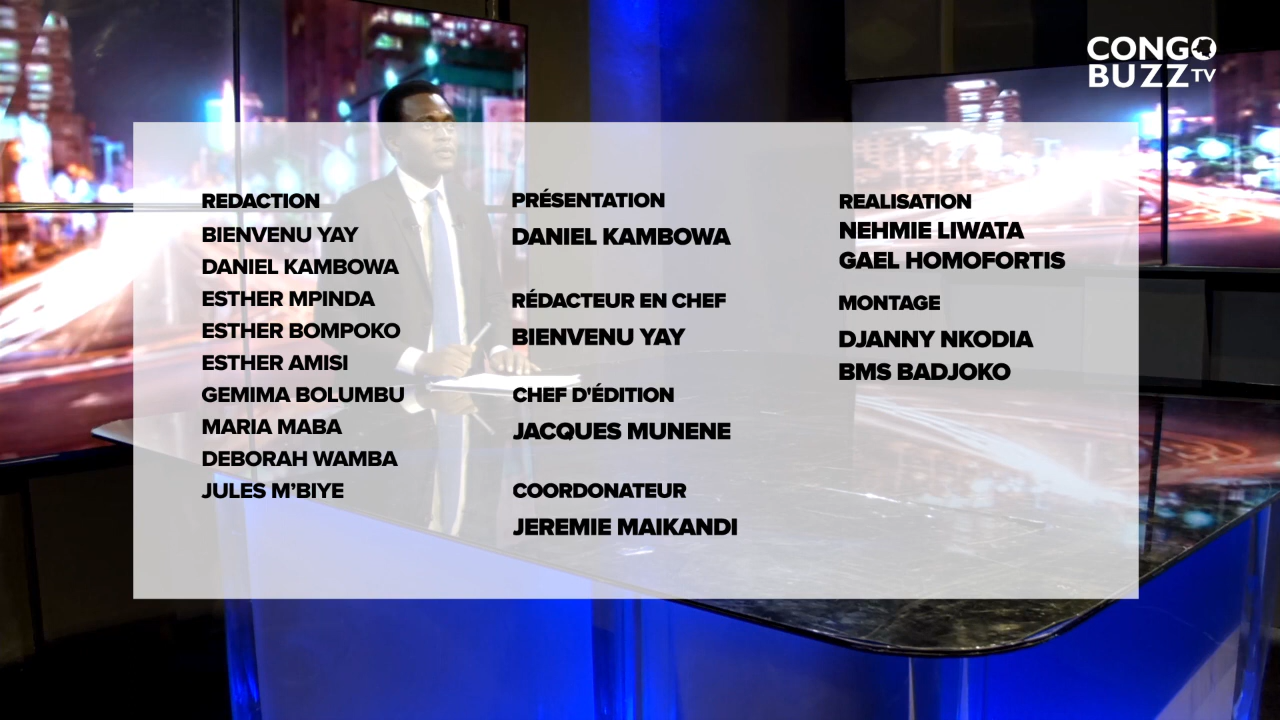 CONGO
BUZZ TV
REDACTION
BIENVENU YAY
DANIEL KAMBOWA
ESTHER MPINDA
ESTHER BOMPOKO
ESTHER AMISI
GEMIMA BOLUMBU
MARIA MABA
DEBORAH WAMBA
JULES M’BIYE
PRÉSENTATION
DANIEL KAMBOWA
RÉDACTEUR EN CHEF
BIENVENU YAY
CHEF D'ÉDITION
JACQUES MUNENE
COORDONATEUR
JEREMIE MAIKANDI
REALISATION
NEHMIE LIWATA
GAEL HOMOFORTIS
MONTAGE
DJANNY NKODIA
BMS BADJOKO